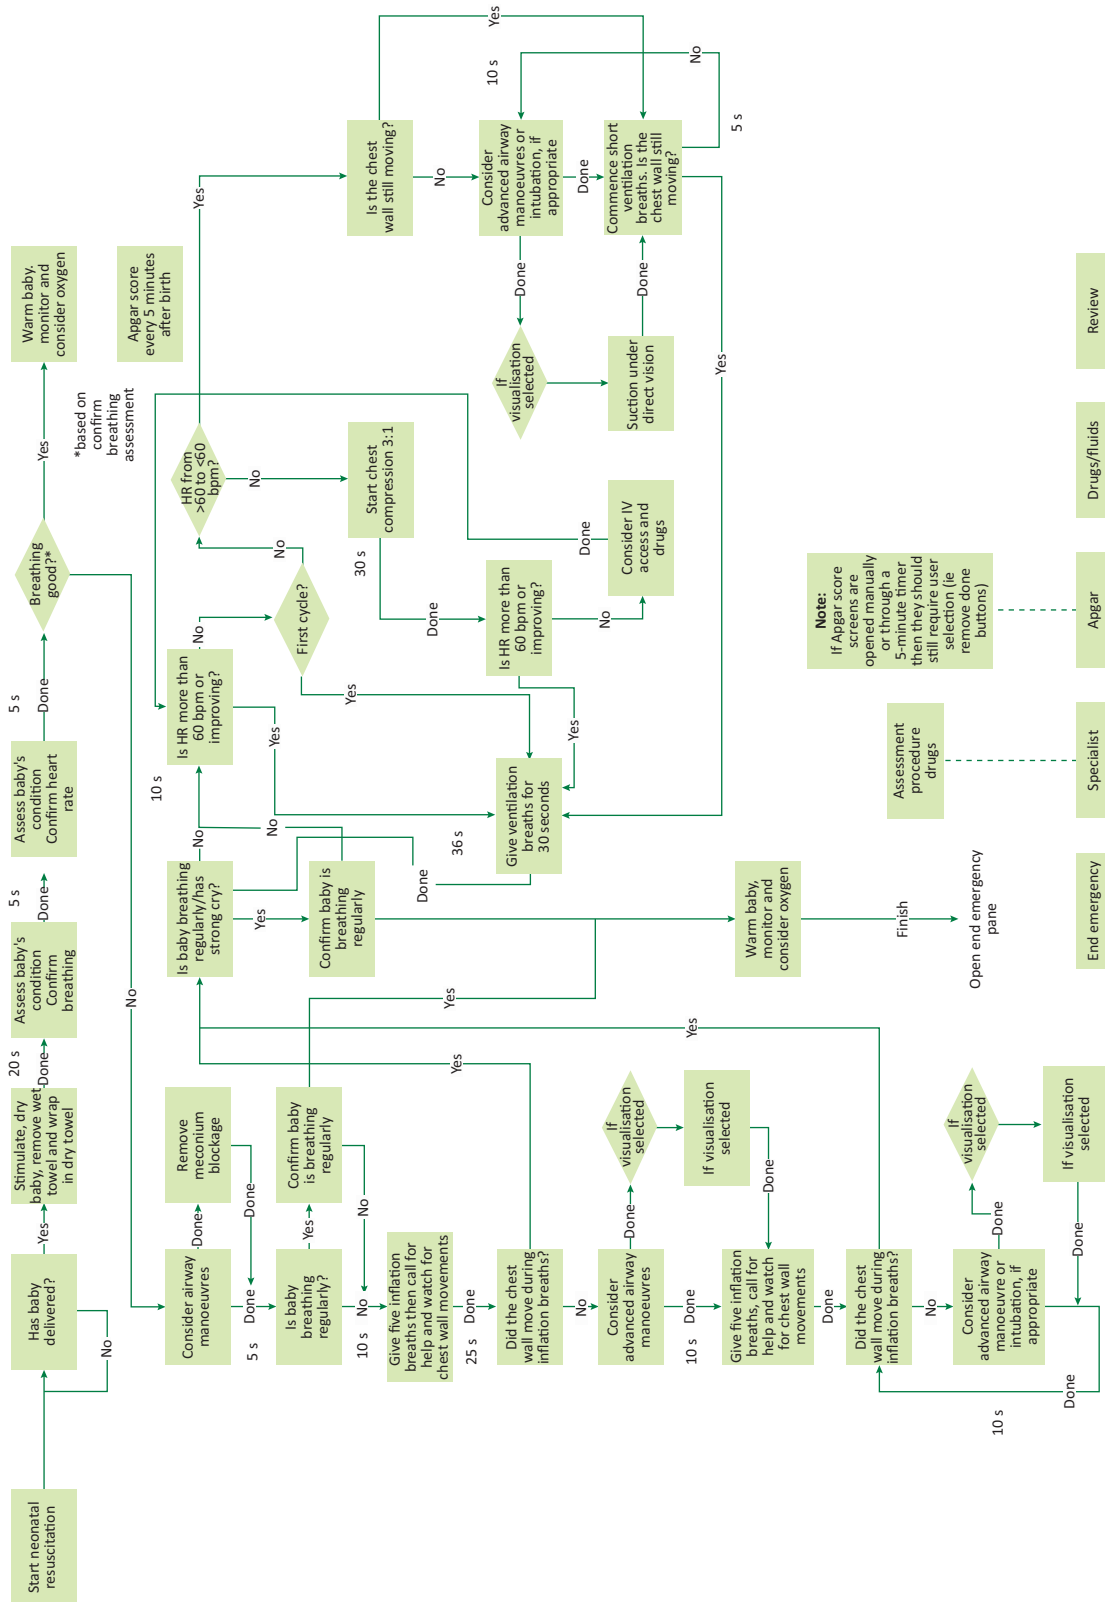 Start neonatal
resuscitation
Has baby
delivered?
No
Yes
Stimulate, dry
baby, remove wet
towel and wrap
in dry towel
20 s
Done
Assess baby's
condition
Confirm
breathing
5 s
Done
Assess baby's
condition
Confirm heart
rate
5 s
Done
Breathing
good?*
Yes
Warm baby.
monitor and
consider oxygen
*based on
confirm
breathing
assessment
Apgar score
every 5 minutes
after birth
No
Consider airway
manoeuvres
Done
Remove
meconium
blockage
Done
Done
5 s
Is baby
breathing
regularly?
Yes
Confirm baby
is breathing
regularly
Yes
No
No
10 s
Give five inflation
breaths then call for
help and watch for
chest wall movements
Done
25 s
Did the chest
wall move during
inflation breaths?
Yes
No
Consider
advanced airway
manoeuvres
Done
If
visualisation
selected
If visualisation
selected
Done
Done
10 s
Give five inflation
breaths, call for
help and watch
for chest wall
movements
Done
Did the chest
wall move during
inflation breaths?
Yes
No
Consider
advanced airway
manoeuvre or
intubation, if
appropriate
Done
If
visualisation
selected
If visualisation
selected
Done
Done
10 s
Is baby breathing
regularly/has
strong cry?
No
Yes
Confirm baby is
breathing
regularly
No
Done
10 s
Is HR more than
60 bpm or
improving?
No
Yes
First cycle?
No
Yes
HR from
>60 to <60
bpm?
Yes
No
Start chest
compression 3:1
30 s
Done
Is HR more than
60 bpm or
improving?
Yes
No
Consider IV
access and
drugs
Done
36 s
Give ventilation
breaths for
30 seconds
Is the chest
wall still moving?
Yes
No
10 s
Consider
advanced airway
manoeuvres or
intubation, if
appropriate
Done
Done
If
visualisation
selected
Suction under
direct vision
Done
Commence short
ventilation
breaths. Is the
chest wall still
moving?
No
5 s
Yes
Warm baby,
monitor and
consider oxygen
Finish
Open end emergency
pane
Assessment
procedure
drugs
Note:
If Apgar score
screens are
opened manually
or through a
5-minute timer
then they should
still require user
selection (ie
remove done
buttons)
End emergency
Specialist
Apgar
Drugs/fluids
Review